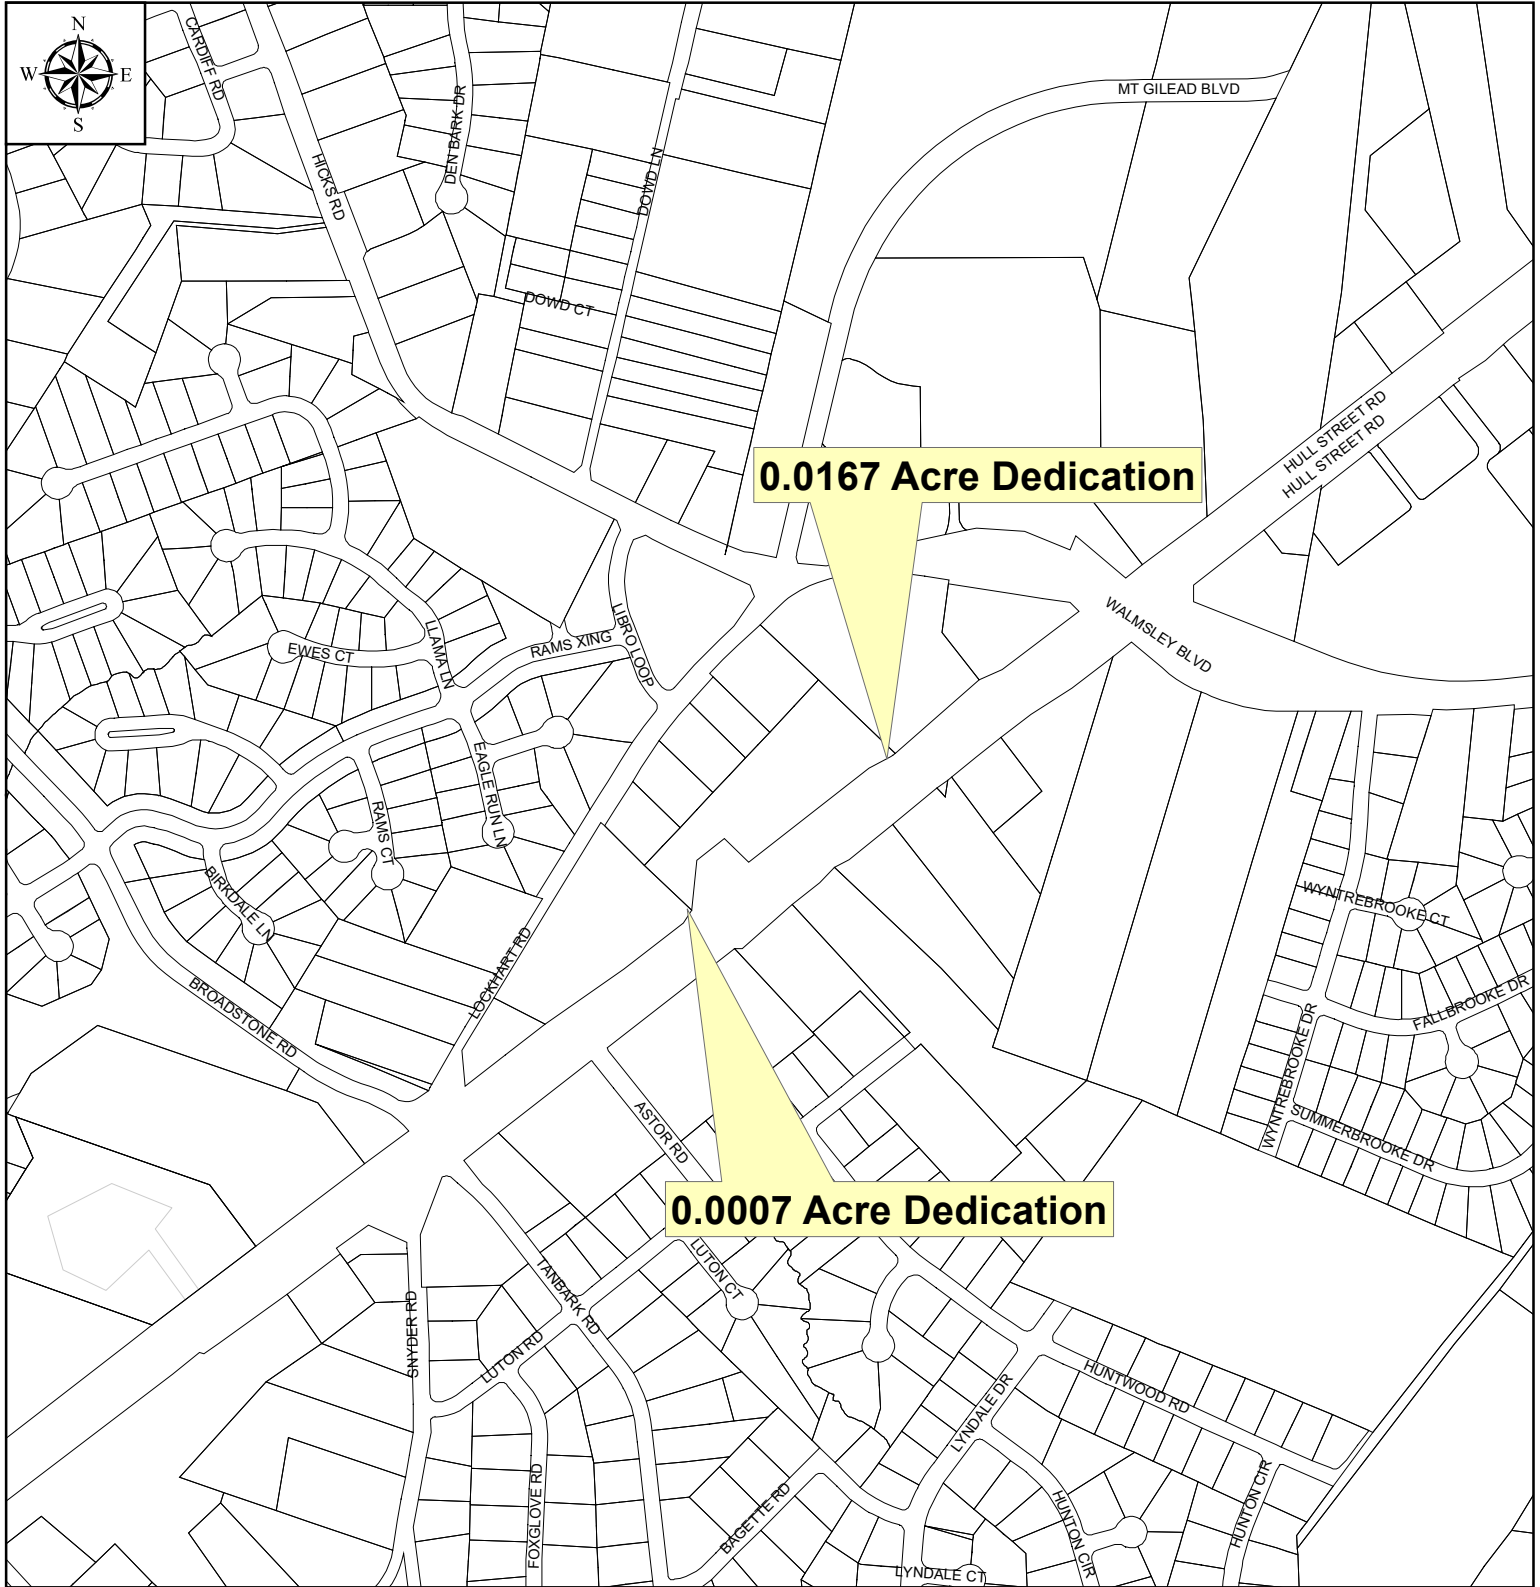 N
W E
S
CARDIFF RD
HICKS RD
DEN BARK DR
DOWD LN
DOWD CT
MT GILEAD BLVD
HULL STREET RD
HULL STREET RD
0.0167 Acre Dedication
WALMSLEY BLVD
LIBRO LOOP
RAMS XING
LLAMA LN
EWES CT
EAGLE RUN LN
RAMS CT
BIRKDALE LN
BROADSTONE RD
LOCKHART RD
WYNTREBROOKE CT
FALLBROOKE DR
WYNTREBROOKE DR
SUMMERBROOKE DR
ASTOR RD
0.0007 Acre Dedication
LUTON CT
TANBARK RD
SNYDER RD
LUTON RD
FOXGLOVE RD
BAGETTE RD
LYNDALE DR
HUNTWOOD RD
HUNTON CIR
HUNTON CIR
LYNDALE CT